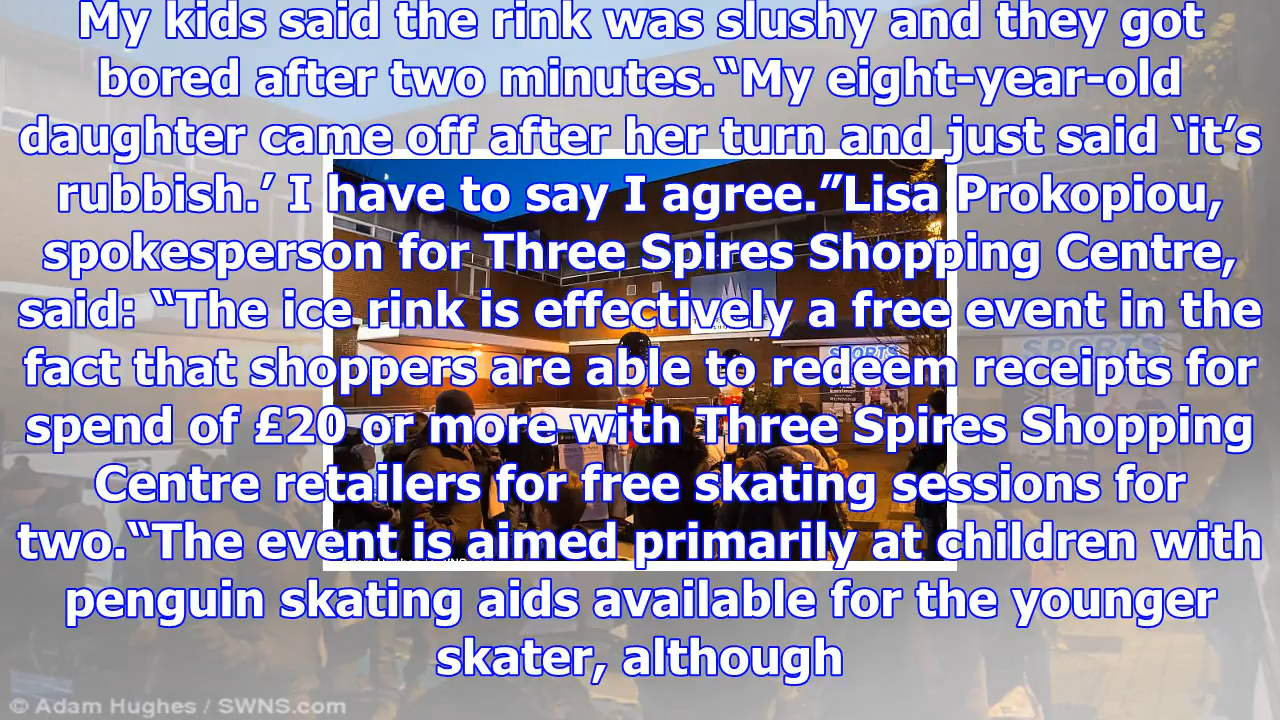 My kids said the rink was slushy and they got
bored after two minutes.“My eight-year-old
daughter came off after her turn and just said ‘it’s
rubbish.’ I have to say I agree.”Lisa Prokopiou,
spokesperson for Three Spires Shopping Centre,
said: “The ice rink is effectively a free event in the
fact that shoppers are able to redeem receipts for
spend of £20 or more with Three Spires Shopping
Centre retailers for free skating sessions for
two.“The event is aimed primarily at children with
penguin skating aids available for the younger
skater, although
SPORTS
© Adam Hughes / SWNS.com